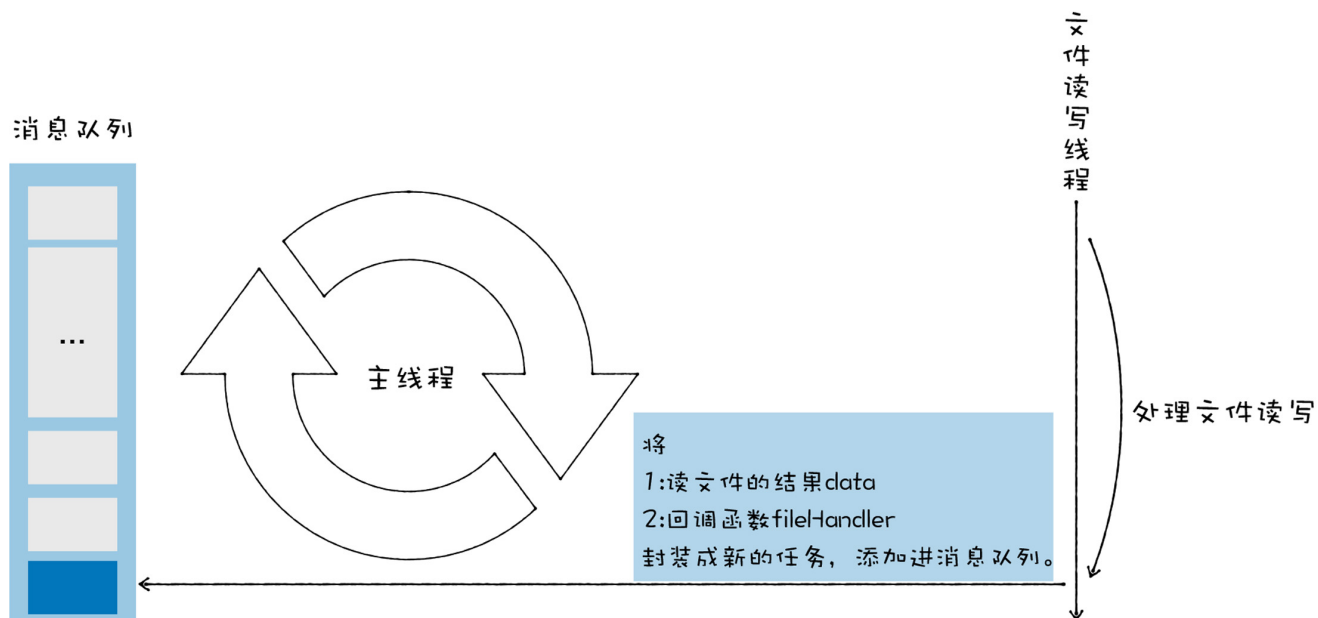 文件读写线程
消息队列
...
主线程
处理文件读写
将
1:读文件的结果data
2:回调函数fileHandler
封装成新的任务，添加进消息队列。